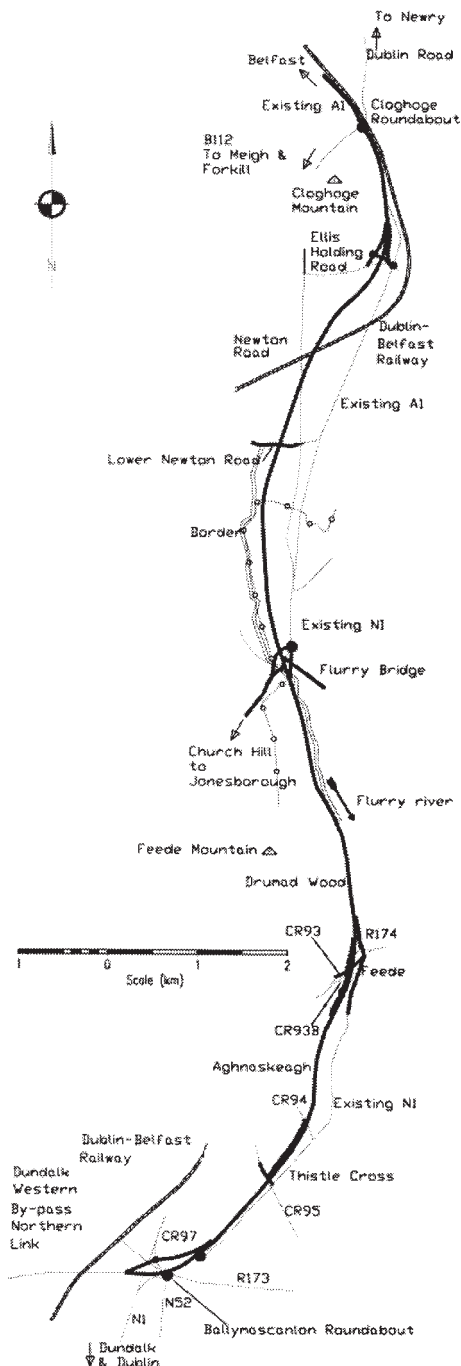 To Newry
Dublin Road
Belfast
Existing A1
Cloghoge
Roundabout
B112
To Meigh &
Forkill
Cloghoge
Mountain
Ellis
Holding
Road
N
Newton
Road
Dublin-
Belfast
Railway
Existing A1
Lower Newton Road
Border
Existing N1
Flurry Bridge
Church Hill
to
Jonesborough
Flurry river
Feede Mountain
Drumad Wood
CR93
R174
1 0 1 2
Scale (km)
Feede
CR93B
Aghnaskeagh
CR94
Existing N1
Dublin-Belfast
Railway
Dundalk
Western
By-pass
Northern
Link
Thistle Cross
CR95
CR97
R173
N52
N1
Ballymascanlon Roundabout
Dundalk
& Dublin